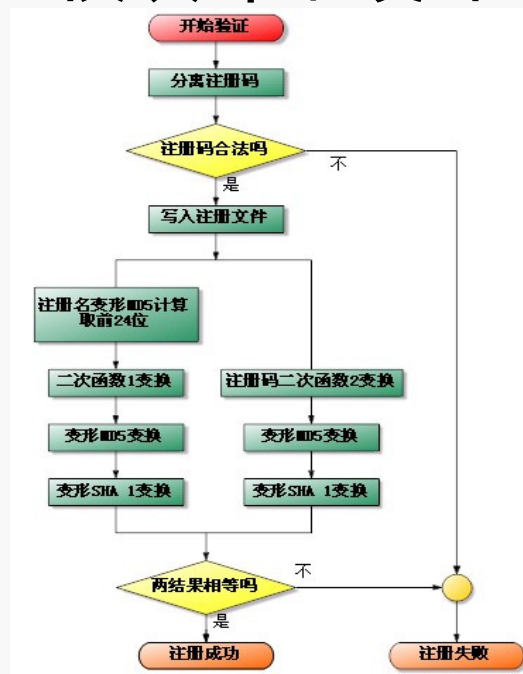 开始验证
分离注册码
注册码合法吗
不
是
写入注册文件
注册名变形MD5计算
取前24位
二次函数1变换
注册码二次函数2变换
变形MD5变换
变形MD5变换
变形SHA 1变换
变形SHA 1变换
两结果相等吗
不
是
注册成功
注册失败